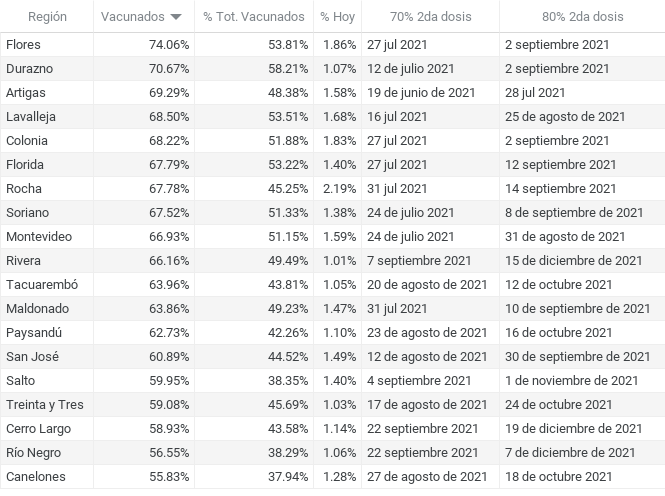 Región Vacunados % Tot. Vacunados % Hoy 70% 2da dosis 80% 2da dosis
Flores 74.06% 53.81% 1.86% 27 jul 2021 2 septiembre 2021
Durazno 70.67% 58.21% 1.07% 12 de julio 2021 2 septiembre 2021
Artigas 69.29% 48.38% 1.58% 19 de junio de 2021 28 jul 2021
Lavalleja 68.50% 53.51% 1.68% 16 jul 2021 25 de agosto de 2021
Colonia 68.22% 51.88% 1.83% 27 jul 2021 2 septiembre 2021
Florida 67.79% 53.22% 1.40% 27 jul 2021 12 septiembre 2021
Rocha 67.78% 45.25% 2.19% 31 jul 2021 14 septiembre 2021
Soriano 67.52% 51.33% 1.38% 24 de julio 2021 8 de septiembre de 2021
Montevideo 66.93% 51.15% 1.59% 24 de julio 2021 31 de agosto de 2021
Rivera 66.16% 49.49% 1.01% 7 septiembre 2021 15 de diciembre de 2021
Tacuarembó 63.96% 43.81% 1.05% 20 de agosto de 2021 12 de octubre 2021
Maldonado 63.86% 49.23% 1.47% 31 jul 2021 10 de septiembre de 2021
Paysandú 62.73% 42.26% 1.10% 23 de agosto de 2021 16 de octubre 2021
San José 60.89% 44.52% 1.49% 12 de agosto de 2021 30 de septiembre de 2021
Salto 59.95% 38.35% 1.40% 4 septiembre 2021 1 de noviembre de 2021
Treinta y Tres 59.08% 45.69% 1.03% 17 de agosto de 2021 24 de octubre 2021
Cerro Largo 58.93% 43.58% 1.14% 22 septiembre 2021 19 de diciembre de 2021
Río Negro 56.55% 38.29% 1.06% 22 septiembre 2021 7 de diciembre de 2021
Canelones 55.83% 37.94% 1.28% 27 de agosto de 2021 18 de octubre 2021